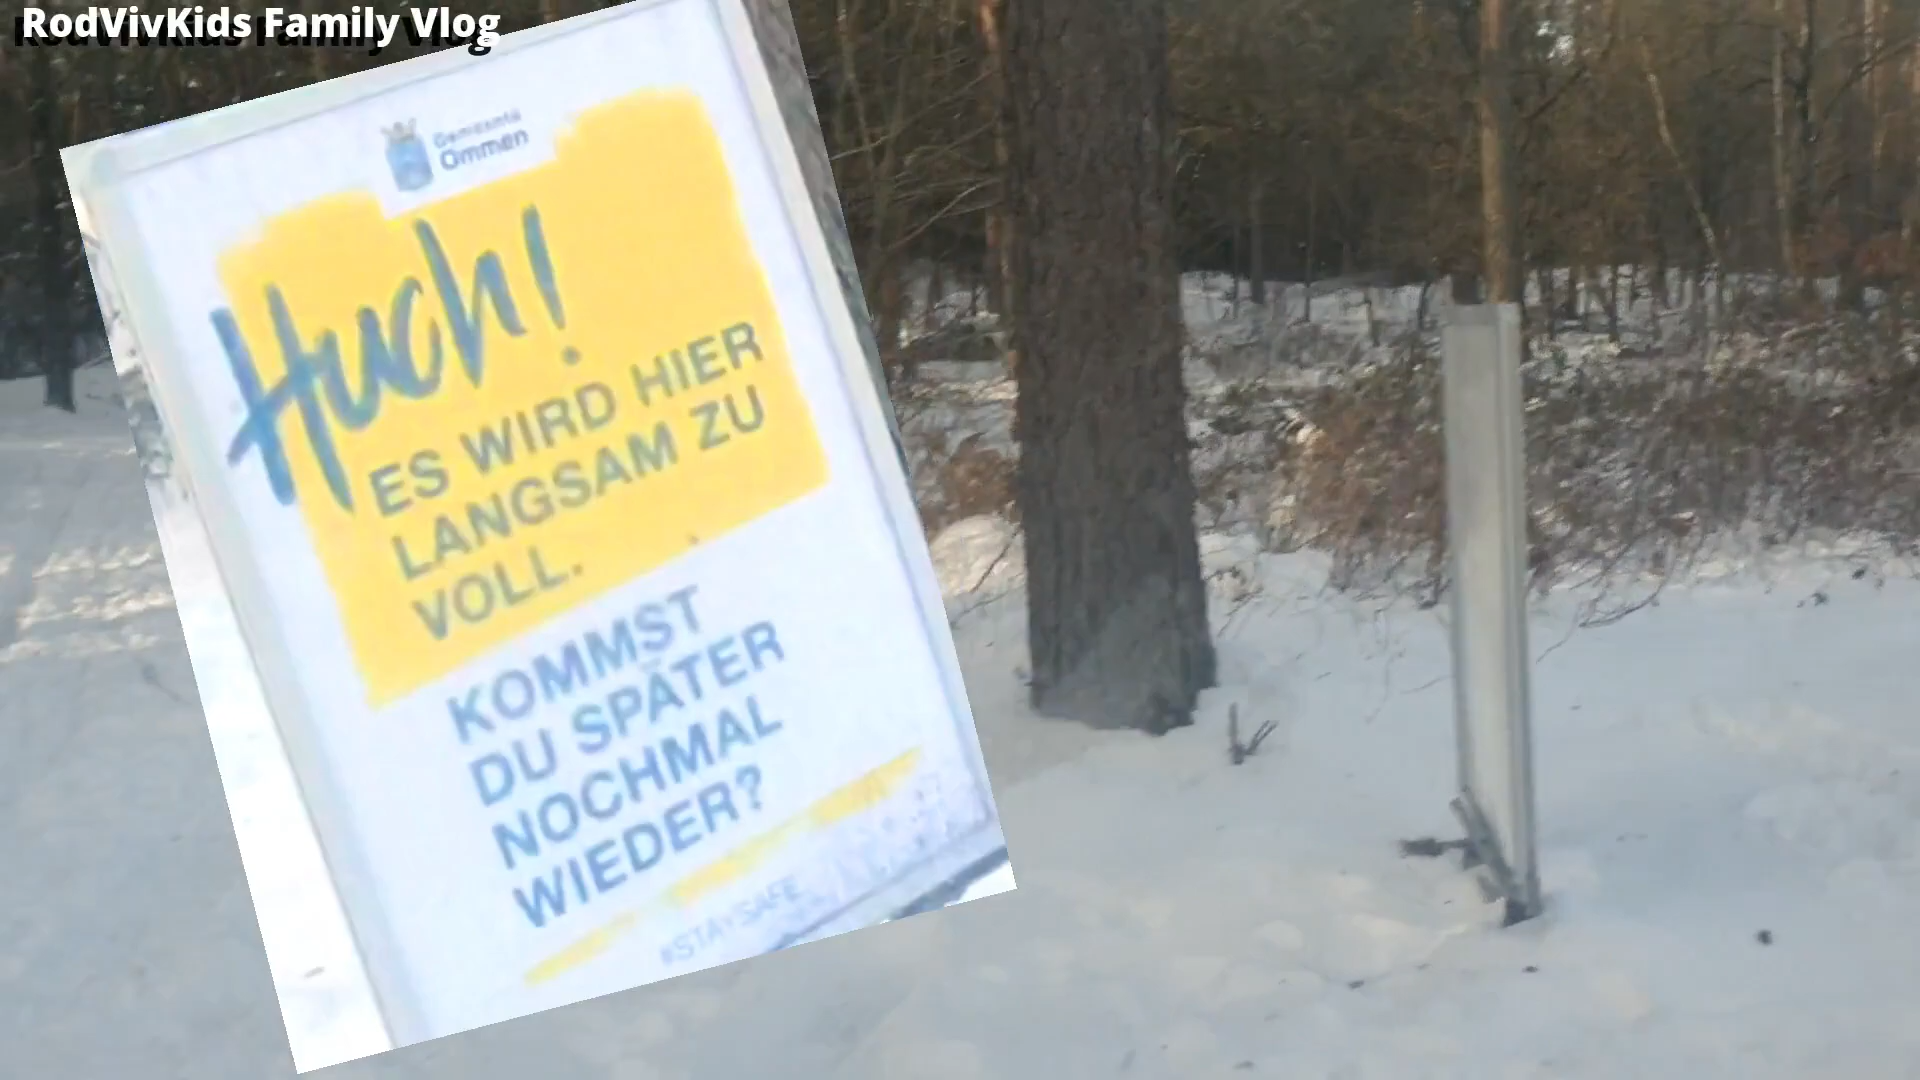 RodVivKids Family Vlog
Gemeente
Ommen
Huch!
ES WIRD HIER
LANGSAM ZU
VOLL.
KOMMST
DU SPÄTER
NOCHMAL
WIEDER?
#STAYSAFE